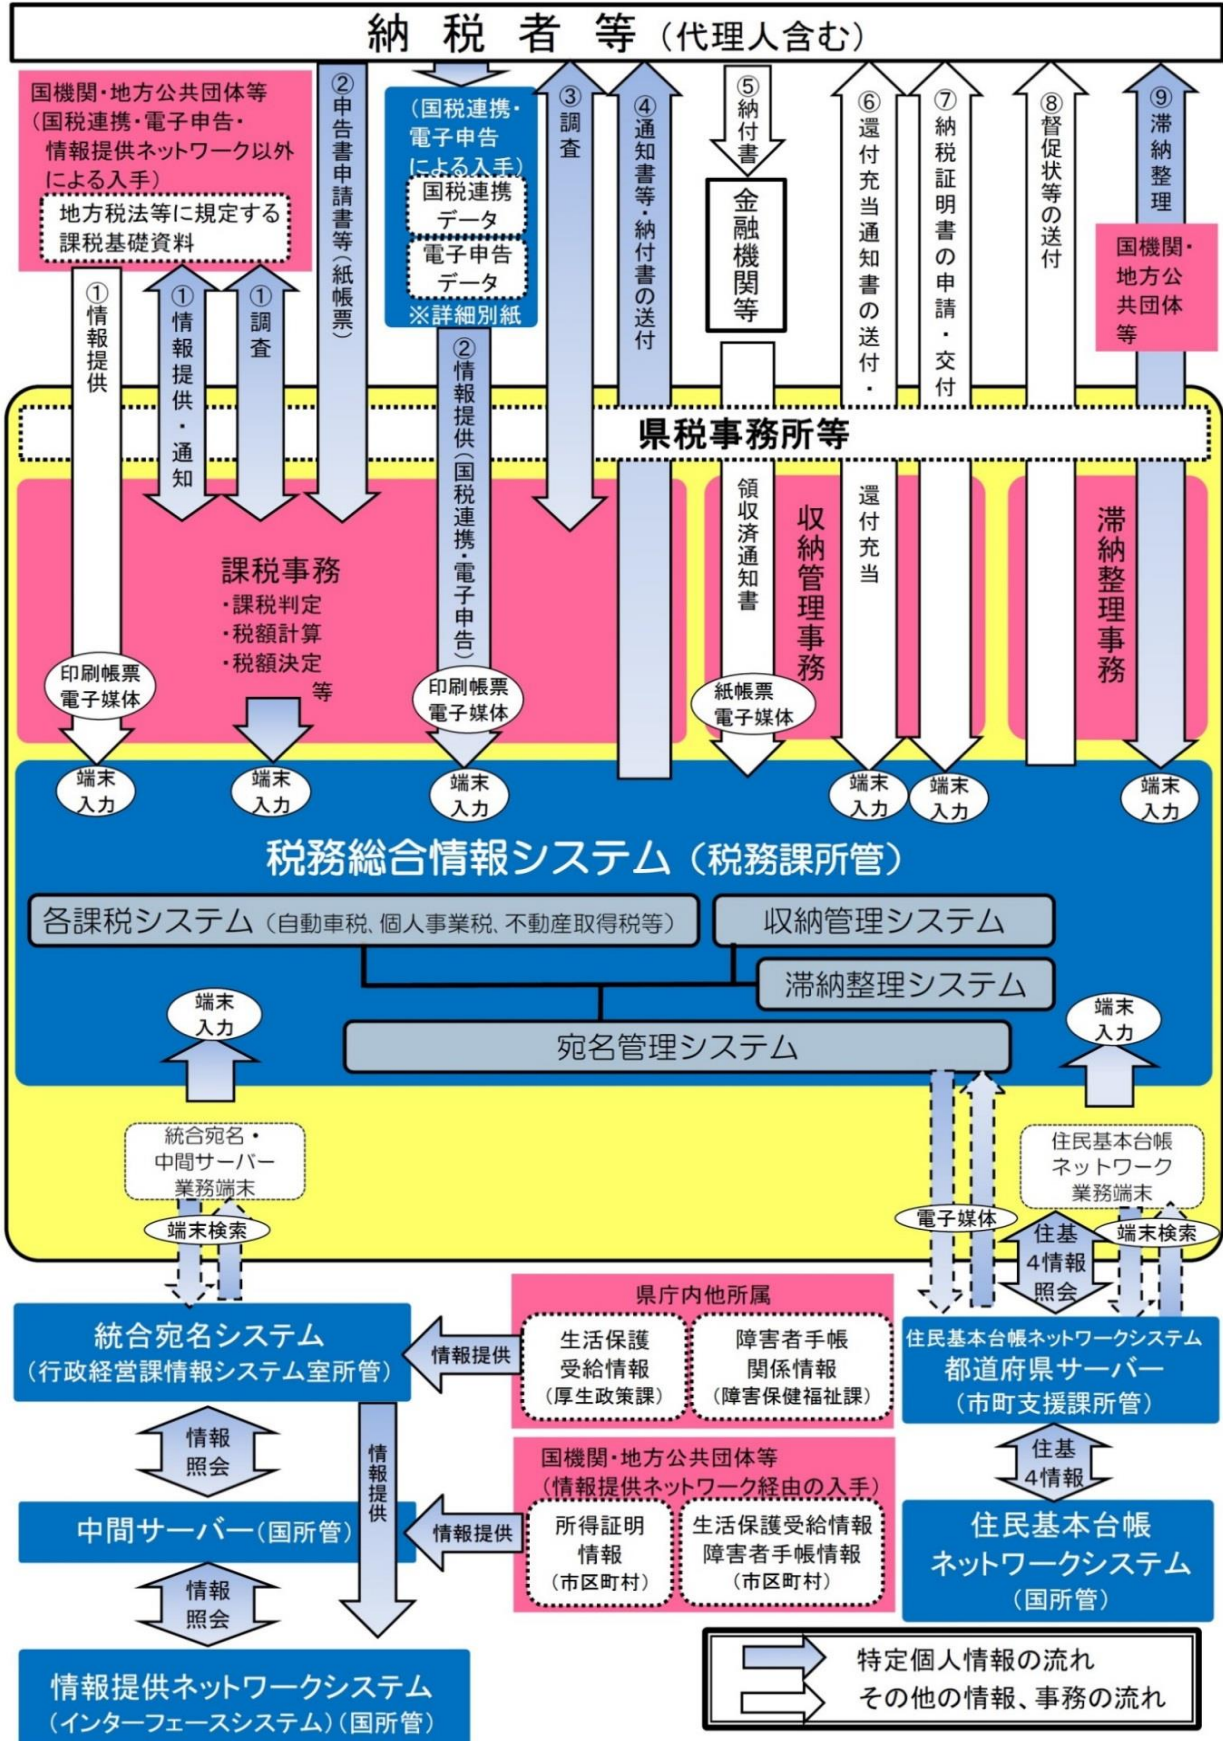 納税者等（代理人含む）
国機関・地方公共団体等
（国税連携・電子申告・
情報提供ネットワーク以外
による入手）
地方税法等に規定する
課税基礎資料
①情報提供
①情報提供・通知
①調査
②申告書申請書等（紙帳票）
（国税連携・
電子申告
による入手）
国税連携
データ
電子申告
データ
※詳細別紙
②情報提供（国税連携・電子申告）
③調査
④通知書等・納付書の送付
⑤納付書
金融機関等
領収済通知書
⑥還付充当通知書の送付・
還付充当
⑦納税証明書の申請・交付
⑧督促状等の送付
⑨滞納整理
国機関・
地方公
共団体
等
県税事務所等
課税事務
・課税判定
・税額計算
・税額決定
等
収納管理事務
滞納整理事務
印刷帳票
電子媒体
印刷帳票
電子媒体
紙帳票
電子媒体
端末
入力
端末
入力
端末
入力
端末
入力
端末
入力
端末
入力
税務総合情報システム（税務課所管）
各課税システム（自動車税、個人事業税、不動産取得税等）
収納管理システム
滞納整理システム
宛名管理システム
端末
入力
端末
入力
統合宛名・
中間サーバー
業務端末
端末検索
住民基本台帳
ネットワーク
業務端末
電子媒体
住基
4情報
照会
端末検索
統合宛名システム
（行政経営課情報システム室所管）
情報提供
県庁内他所属
生活保護
受給情報
（厚生政策課）
障害者手帳
関係情報
（障害保健福祉課）
住民基本台帳ネットワークシステム
都道府県サーバー
（市町支援課所管）
情報
照会
情報提供
住基
4情報
中間サーバー（国所管）
情報提供
国機関・地方公共団体等
（情報提供ネットワーク経由の入手）
所得証明
情報
（市区町村）
生活保護受給情報
障害者手帳情報
（市区町村）
住民基本台帳
ネットワークシステム
（国所管）
情報
照会
情報提供ネットワークシステム
（インターフェースシステム）（国所管）
特定個人情報の流れ
その他の情報、事務の流れ